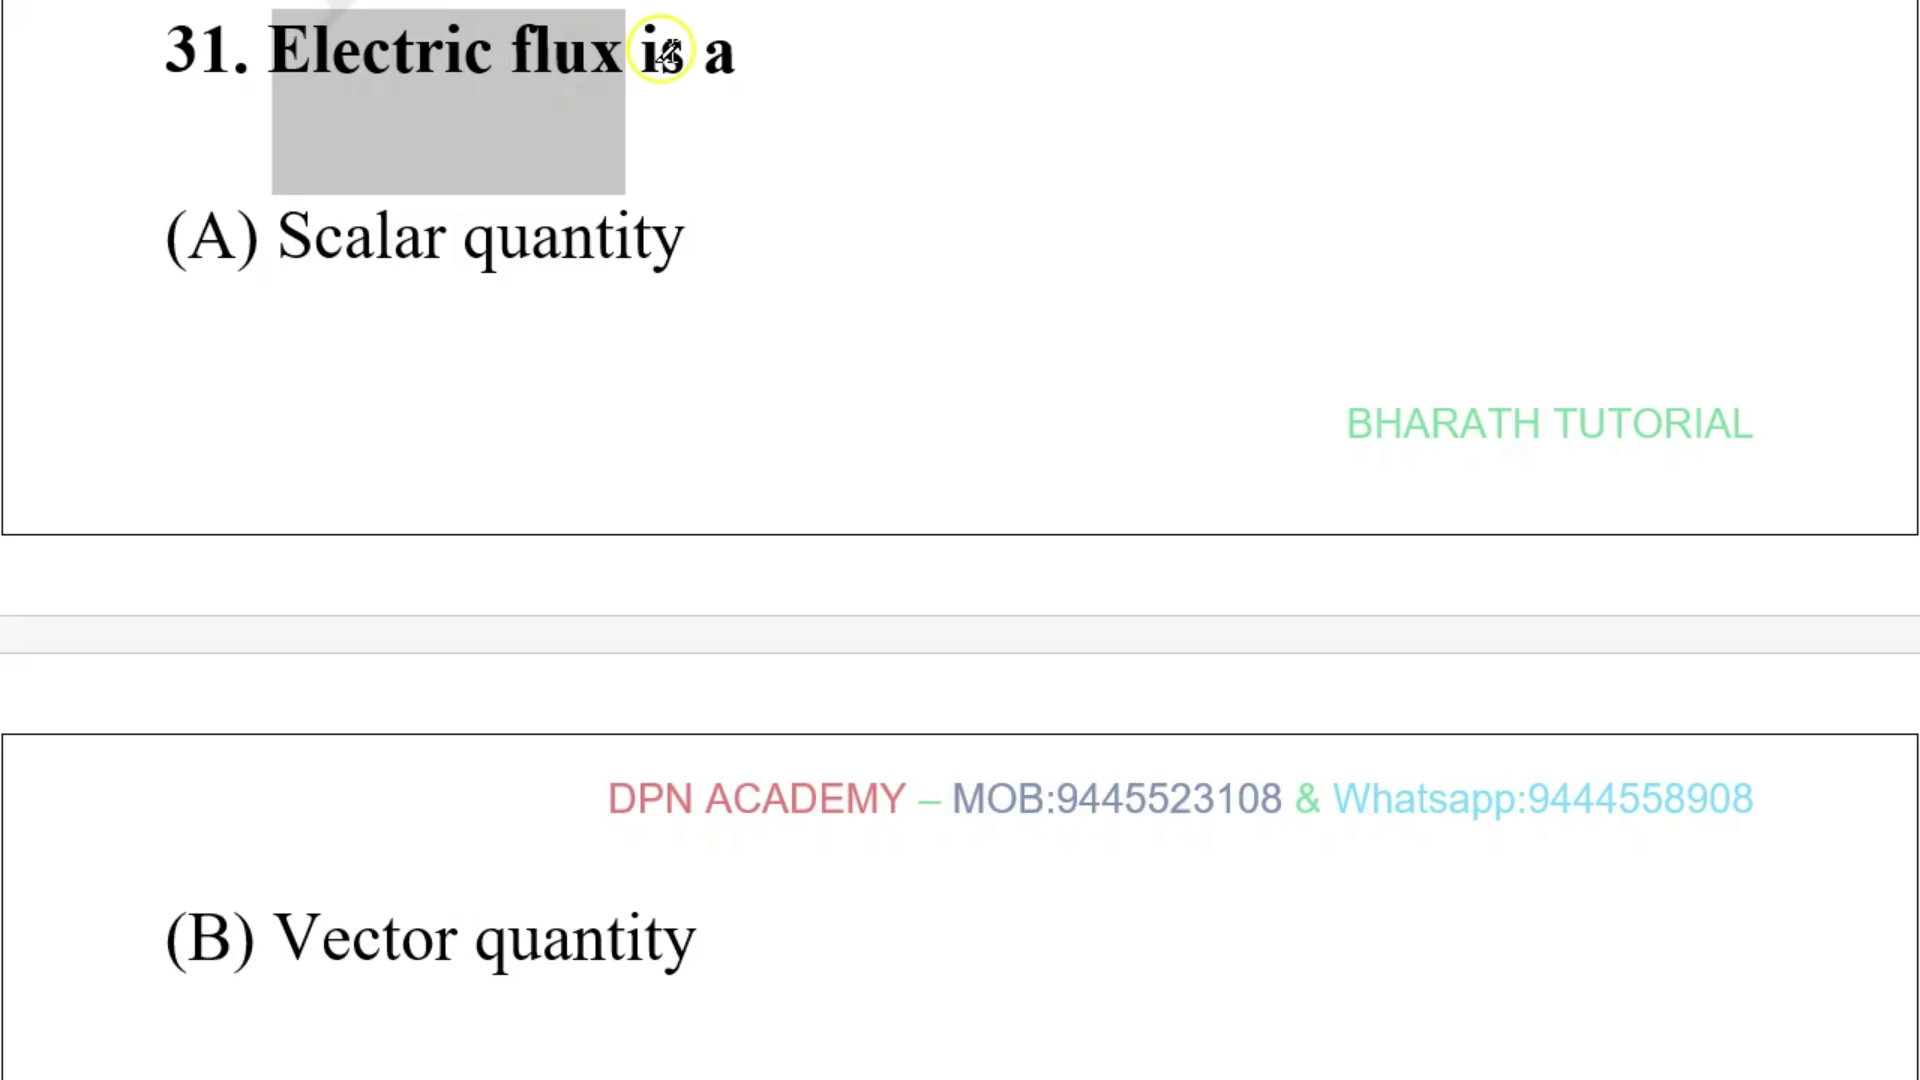 31. Electric flux is a
(A) Scalar quantity
BHARATH TUTORIAL
DPN ACADEMY – MOB:9445523108 & Whatsapp:9444558908
(B) Vector quantity